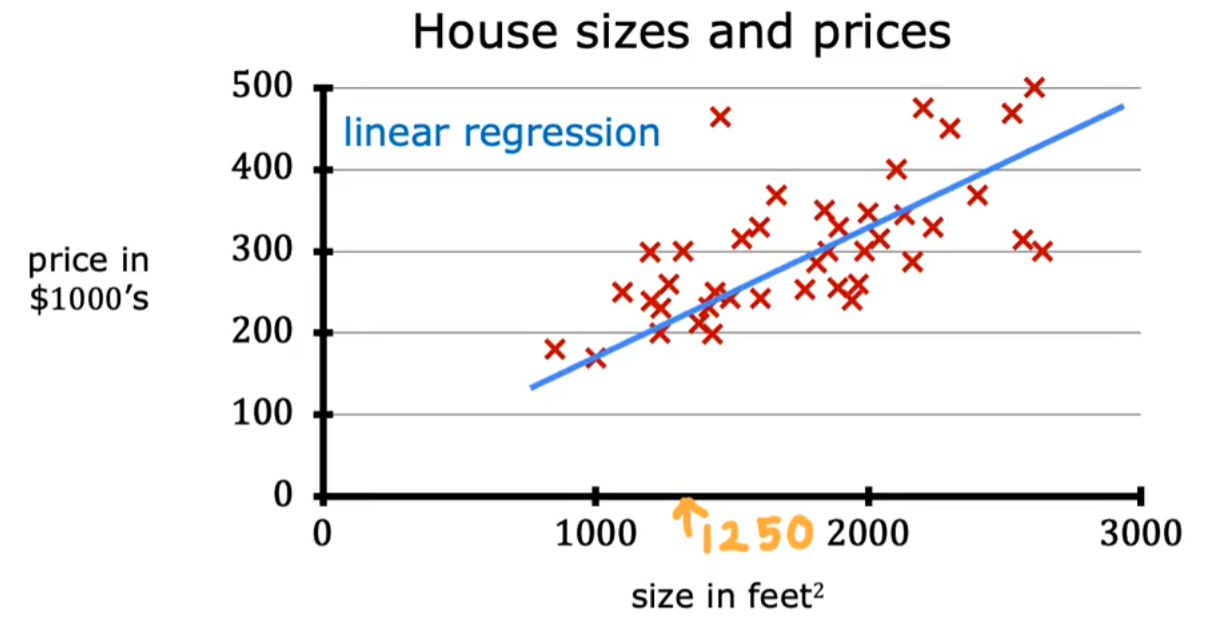 House sizes and prices
500
linear regression
400
300
price in
$1000’s
200
100
0
0 1000 1250 2000 3000
size in feet²